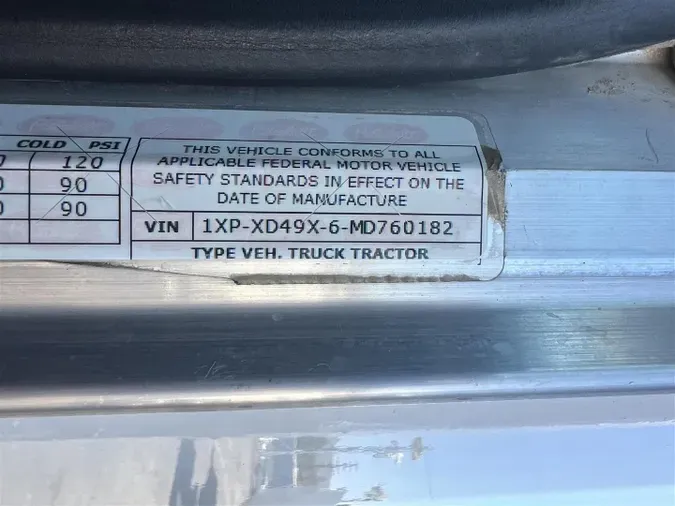 COLD PSI
120
90
90
THIS VEHICLE CONFORMS TO ALL
APPLICABLE FEDERAL MOTOR VEHICLE
SAFETY STANDARDS IN EFFECT ON THE
DATE OF MANUFACTURE
VIN 1XP-XD49X-6-MD760182
TYPE VEH. TRUCK TRACTOR